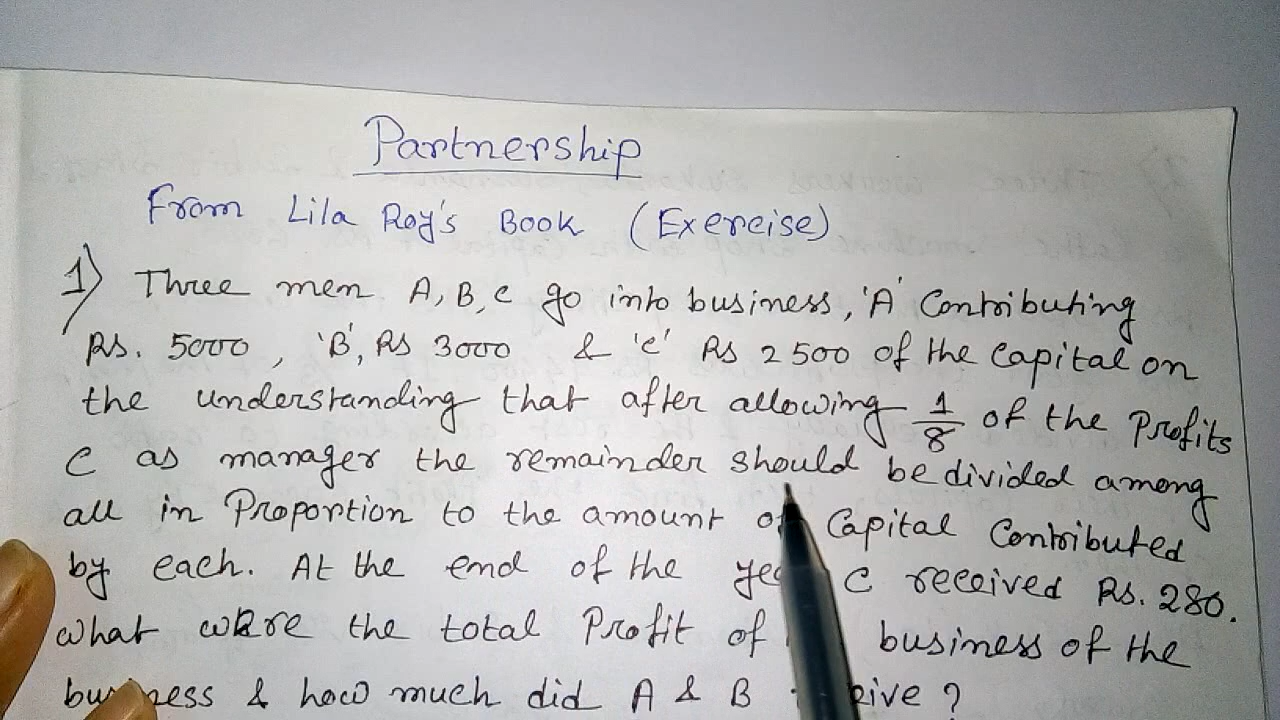 Partnership
From Lila Roy's Book (Exercise)
1) Three men A, B, C go into business, 'A' Contributing
Rs. 5000, 'B', Rs 3000 & 'C' Rs 2500 of the Capital on
the understanding that after allowing 1/8 of the Profits
C as manager the remainder should be divided among
all in Proportion to the amount Capital Contributed
by each. At the end of the C received Rs. 280.
what were the total Profit of business of the
& how much did A & B ?